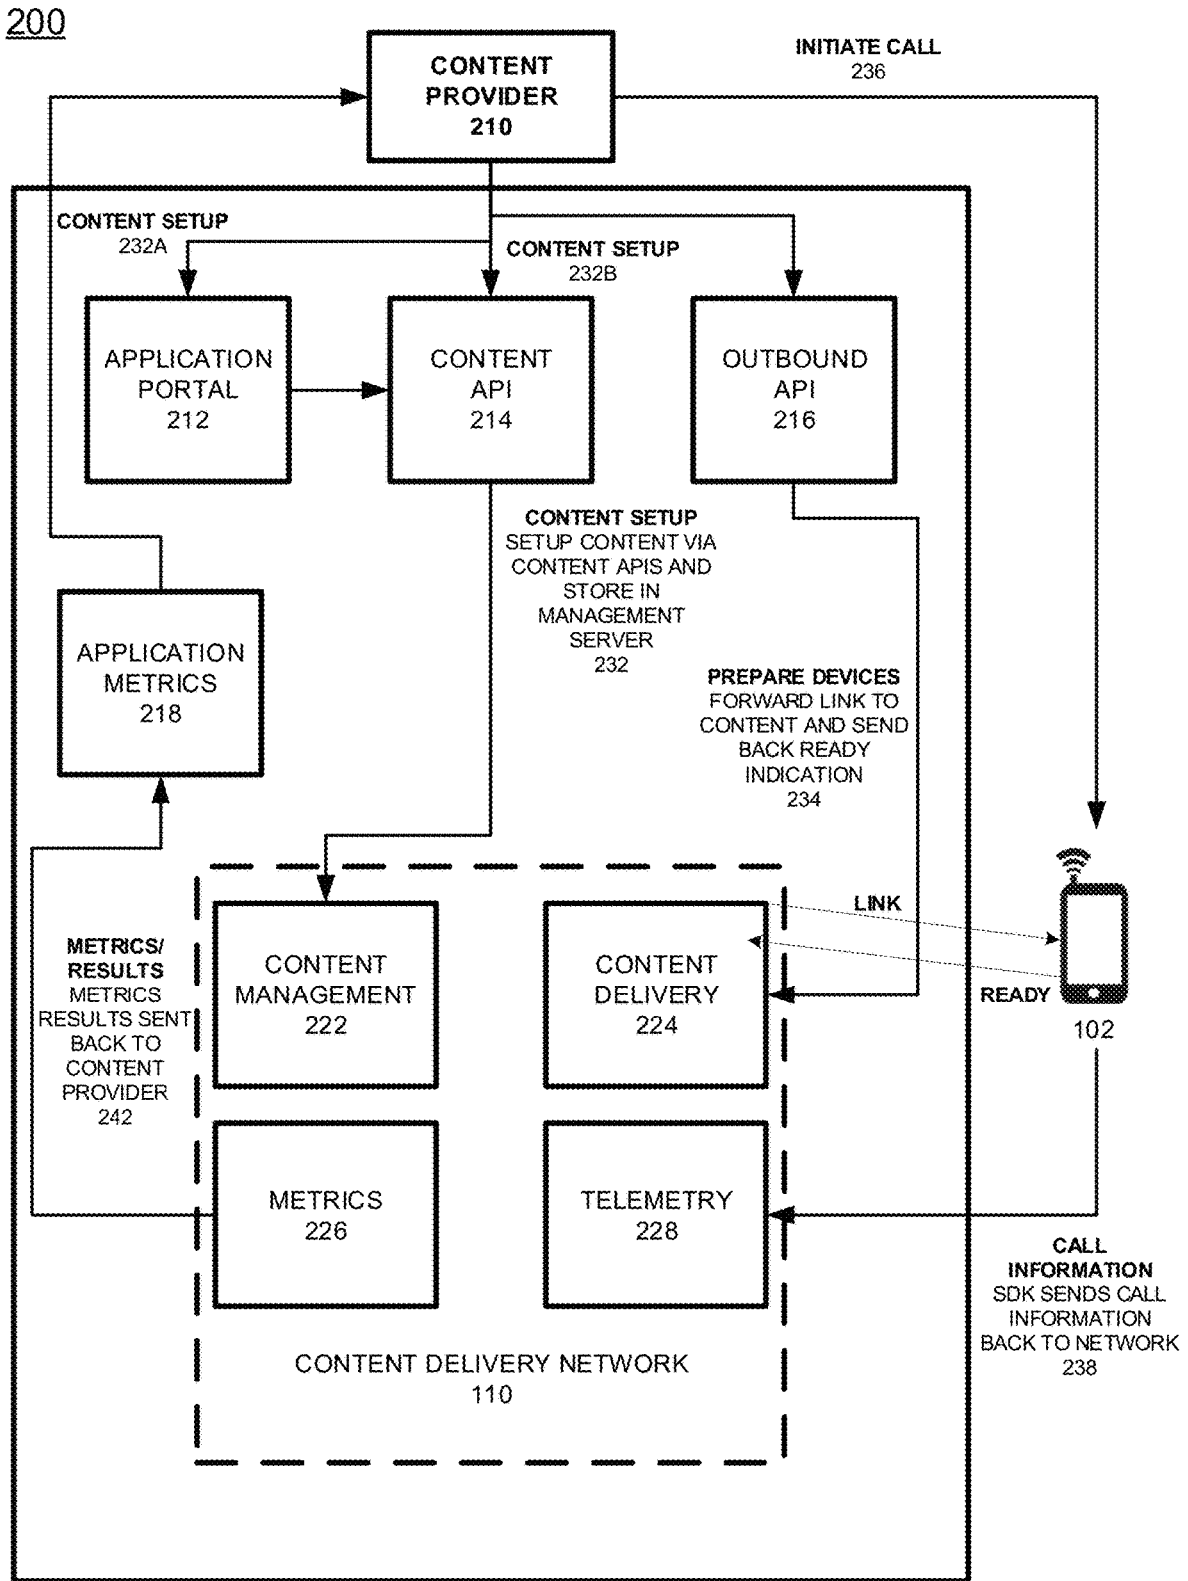 200
CONTENT
PROVIDER
210
INITIATE CALL
236
CONTENT SETUP
232A
CONTENT SETUP
232B
APPLICATION
PORTAL
212
CONTENT
API
214
OUTBOUND
API
216
CONTENT SETUP
SETUP CONTENT VIA
CONTENT APIS AND
STORE IN
MANAGEMENT
SERVER
232
APPLICATION
METRICS
218
PREPARE DEVICES
FORWARD LINK TO
CONTENT AND SEND
BACK READY
INDICATION
234
METRICS/
RESULTS
METRICS
RESULTS SENT
BACK TO
CONTENT
PROVIDER
242
CONTENT
MANAGEMENT
222
CONTENT
DELIVERY
224
LINK
READY
102
METRICS
226
TELEMETRY
228
CALL
INFORMATION
SDK SENDS CALL
INFORMATION
BACK TO NETWORK
238
CONTENT DELIVERY NETWORK
110